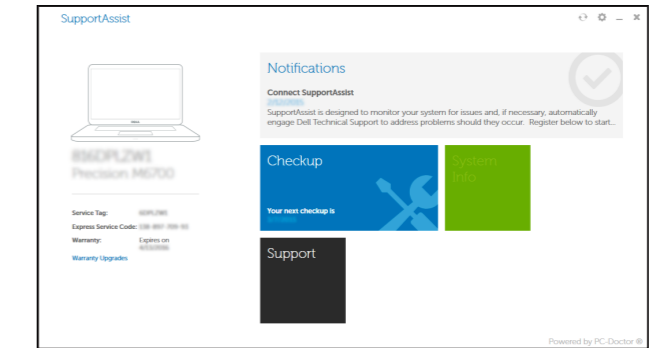 SupportAssist
Notifications
Connect SupportAssist
SupportAssist is designed to monitor your system for issues and, if necessary, automatically
engage Dell Technical Support to address problems should they occur. Register below to start...
Checkup
System
Info
Your next checkup is
Precision M6700
Service Tag:
Express Service Code:
Warranty: Expires on
Warranty Upgrades
Support
Powered by PC-Doctor ®